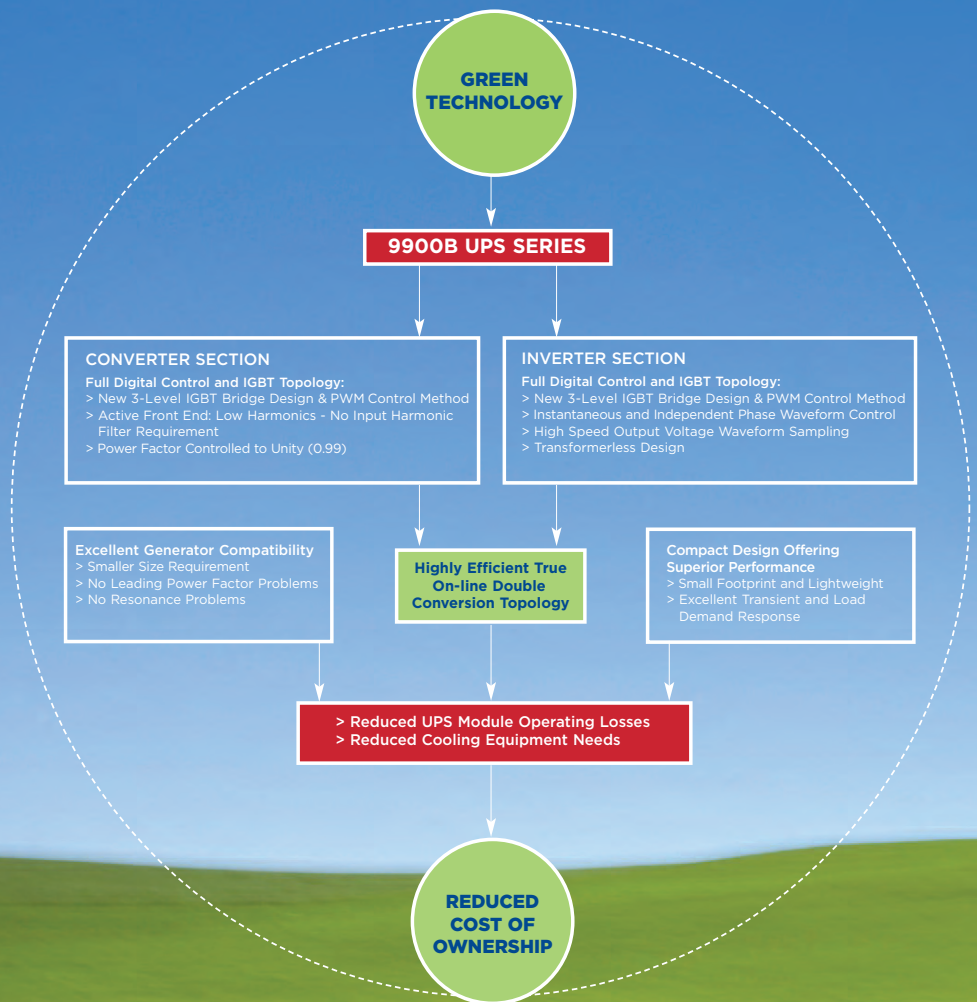 GREEN
TECHNOLOGY
9900B UPS SERIES
CONVERTER SECTION
Full Digital Control and IGBT Topology:
> New 3-Level IGBT Bridge Design & PWM Control Method
> Active Front End: Low Harmonics - No Input Harmonic
Filter Requirement
> Power Factor Controlled to Unity (0.99)
INVERTER SECTION
Full Digital Control and IGBT Topology:
> New 3-Level IGBT Bridge Design & PWM Control Method
> Instantaneous and Independent Phase Waveform Control
> High Speed Output Voltage Waveform Sampling
> Transformerless Design
Excellent Generator Compatibility
> Smaller Size Requirement
> No Leading Power Factor Problems
> No Resonance Problems
Highly Efficient True
On-line Double
Conversion Topology
Compact Design Offering
Superior Performance
> Small Footprint and Lightweight
> Excellent Transient and Load
Demand Response
> Reduced UPS Module Operating Losses
> Reduced Cooling Equipment Needs
REDUCED
COST OF
OWNERSHIP